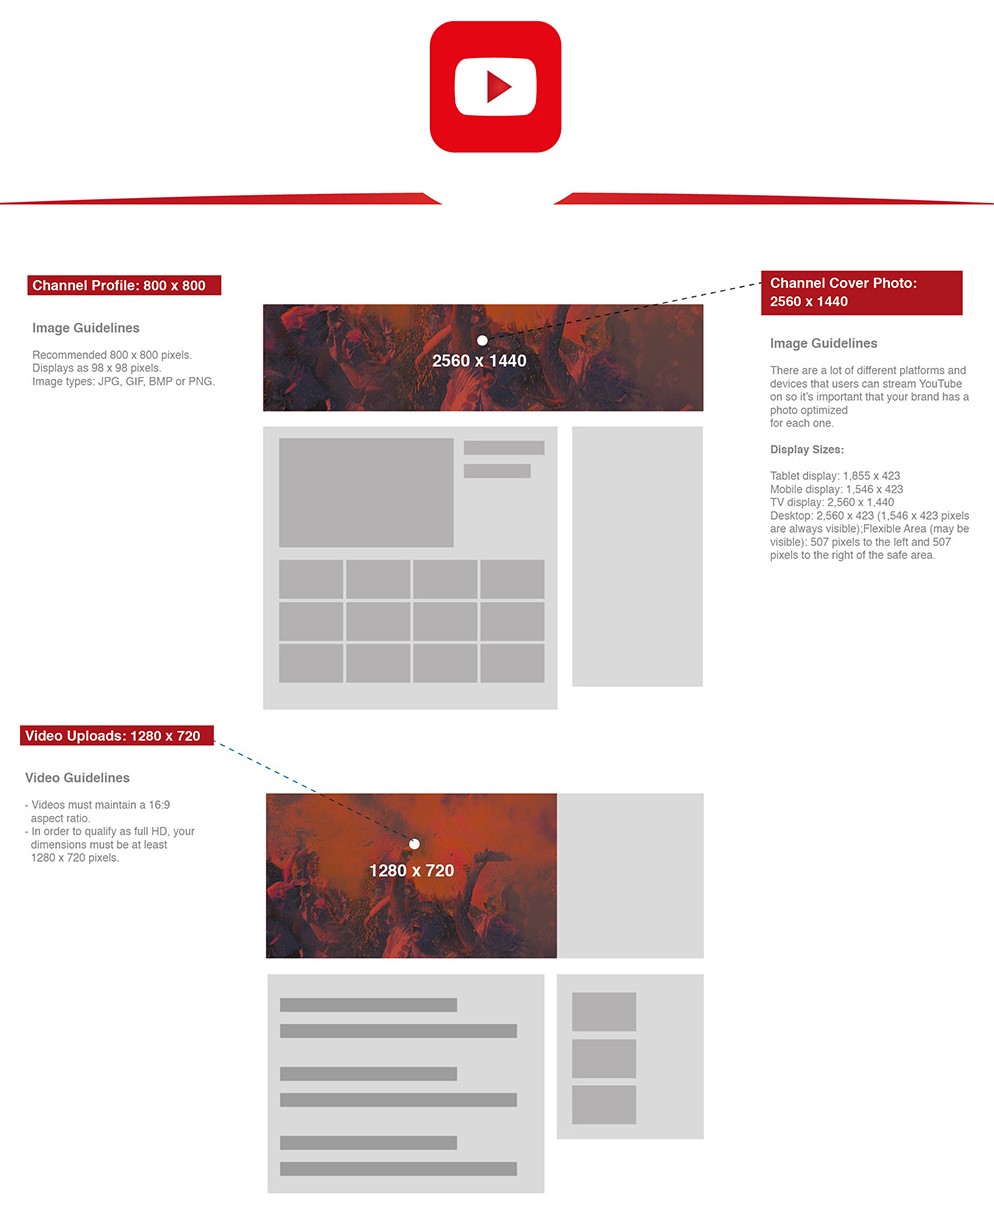 Channel Profile: 800 x 800
Image Guidelines
Recommended 800 x 800 pixels.
Displays as 98 x 98 pixels.
Image types: JPG, GIF, BMP or PNG.
2560 x 1440
Channel Cover Photo:
2560 x 1440
Image Guidelines
There are a lot of different platforms and
devices that users can stream YouTube
on so it's important that your brand has a
photo optimized
for each one.
Display Sizes:
Tablet display: 1,855 x 423
Mobile display: 1,546 x 423
TV display: 2,560 x 1,440
Desktop: 2,560 x 423 (1,546 x 423 pixels
are always visible);Flexible Area (may be
visible): 507 pixels to the left and 507
pixels to the right of the safe area.
Video Uploads: 1280 x 720
Video Guidelines
- Videos must maintain a 16:9
aspect ratio.
- In order to qualify as full HD, your
dimensions must be at least
1280 x 720 pixels.
1280 x 720